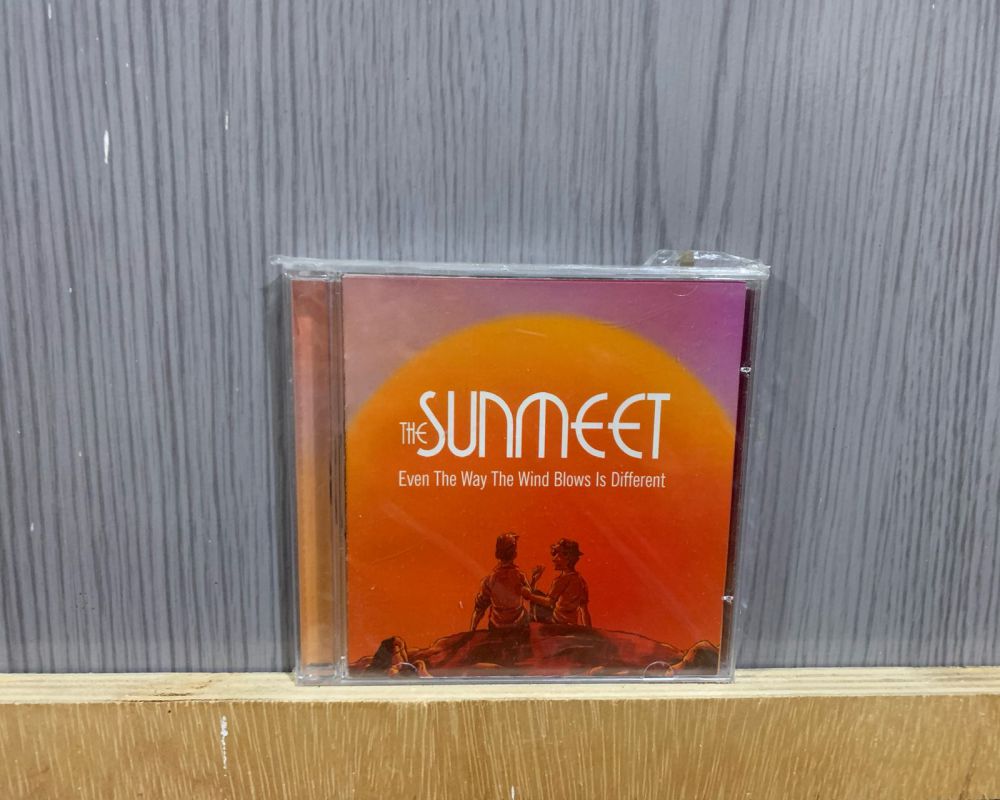 THE SUNMEET
Even The Way The Wind Blows Is Different